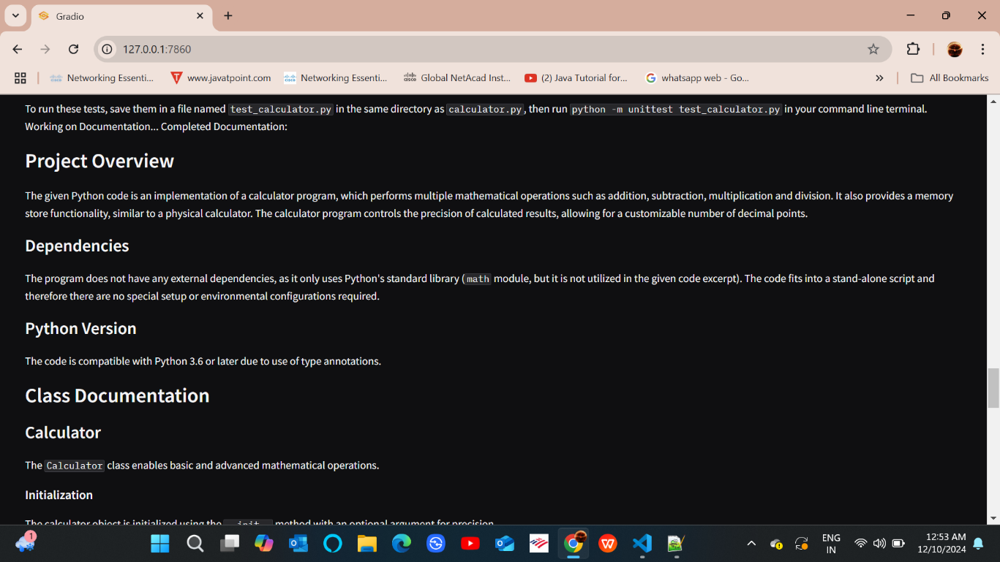 Gradio
127.0.0.1:7860
Networking Essenti...
www.javatpoint.com
Networking Essenti...
Global NetAcad Inst...
(2) Java Tutorial for...
whatsapp web - Go...
All Bookmarks
To run these tests, save them in a file named test_calculator.py in the same directory as calculator.py, then run python -m unittest test_calculator.py in your command line terminal.
Working on Documentation... Completed Documentation:
Project Overview
The given Python code is an implementation of a calculator program, which performs multiple mathematical operations such as addition, subtraction, multiplication and division. It also provides a memory
store functionality, similar to a physical calculator. The calculator program controls the precision of calculated results, allowing for a customizable number of decimal points.
Dependencies
The program does not have any external dependencies, as it only uses Python's standard library (math module, but it is not utilized in the given code excerpt). The code fits into a stand-alone script and
therefore there are no special setup or environmental configurations required.
Python Version
The code is compatible with Python 3.6 or later due to use of type annotations.
Class Documentation
Calculator
The Calculator class enables basic and advanced mathematical operations.
Initialization
The calculator object is initialized using the __init__ method with an optional argument for precision.
1
ENG
IN
12:53 AM
12/10/2024